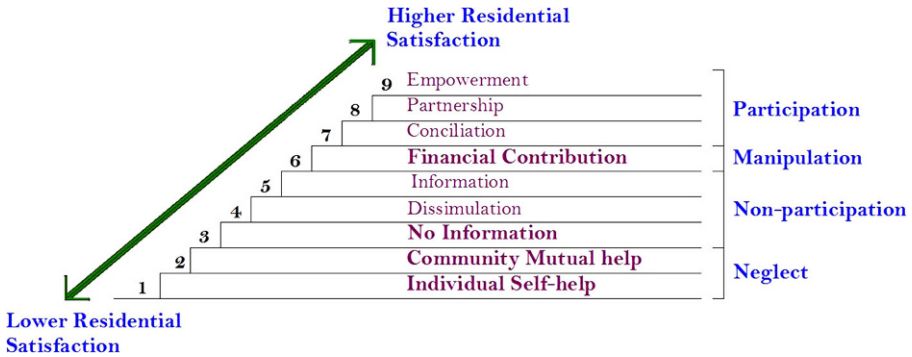 Higher Residential
Satisfaction
9 Empowerment
8 Partnership
Participation
7 Conciliation
6 Financial Contribution
Manipulation
5 Information
4 Dissimulation
Non-participation
3 No Information
2 Community Mutual help
Neglect
1 Individual Self-help
Lower Residential
Satisfaction